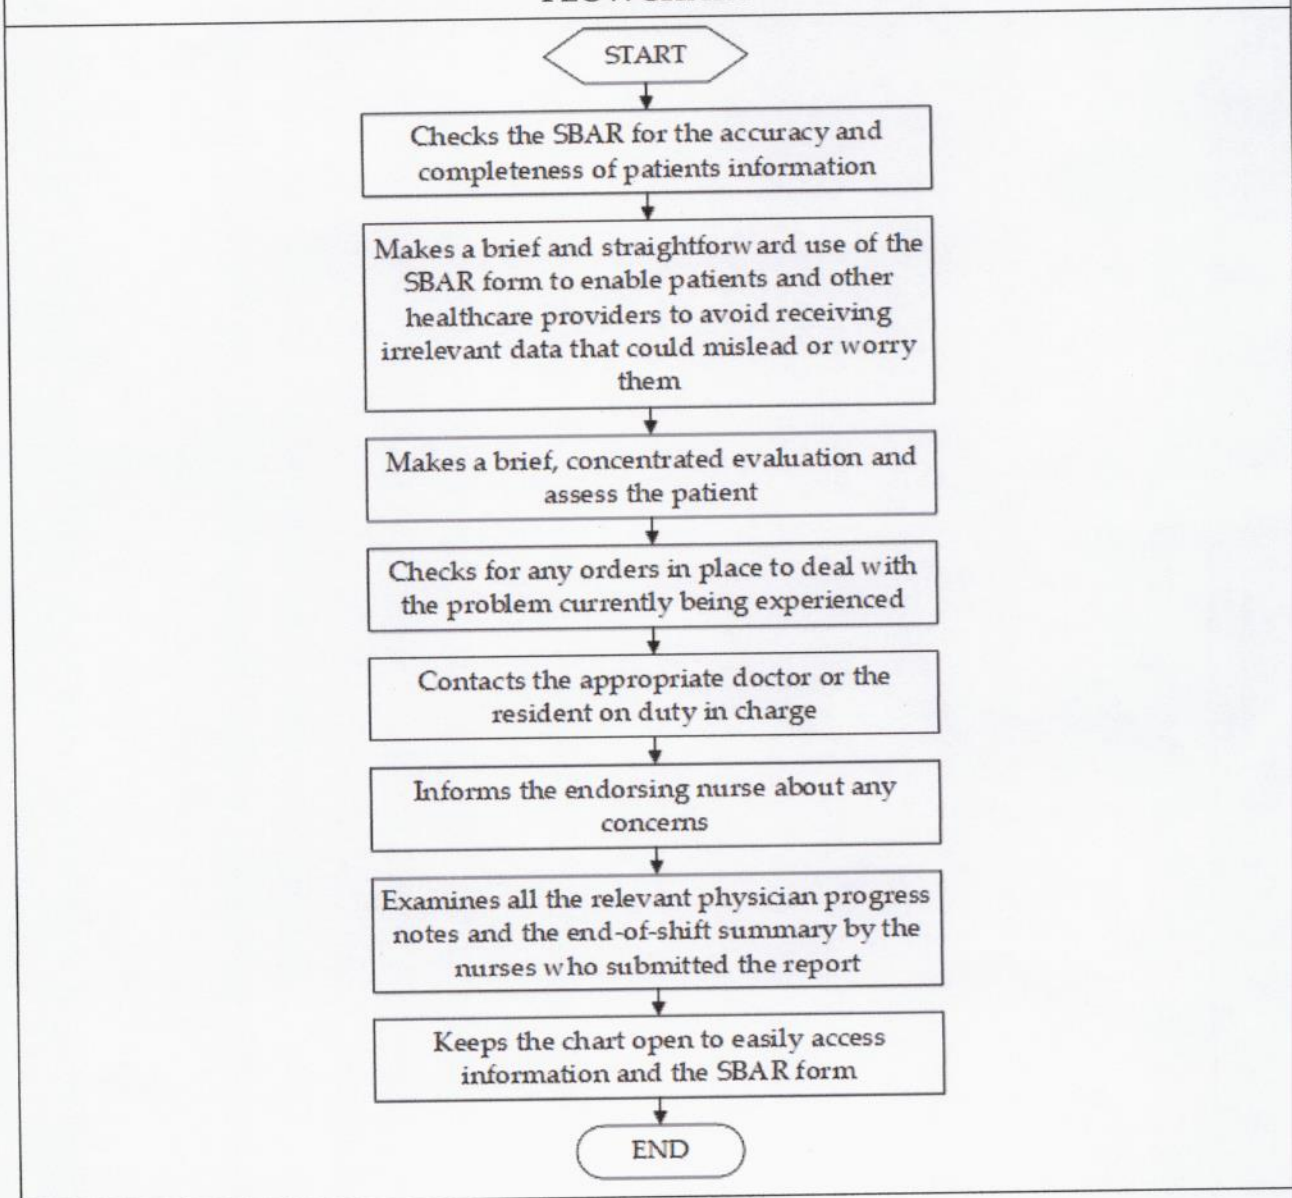 START
Checks the SBAR for the accuracy and
completeness of patients information
Makes a brief and straightforward use of the
SBAR form to enable patients and other
healthcare providers to avoid receiving
irrelevant data that could mislead or worry
them
Makes a brief, concentrated evaluation and
assess the patient
Checks for any orders in place to deal with
the problem currently being experienced
Contacts the appropriate doctor or the
resident on duty in charge
Informs the endorsing nurse about any
concerns
Examines all the relevant physician progress
notes and the end-of-shift summary by the
nurses who submitted the report
Keeps the chart open to easily access
information and the SBAR form
END